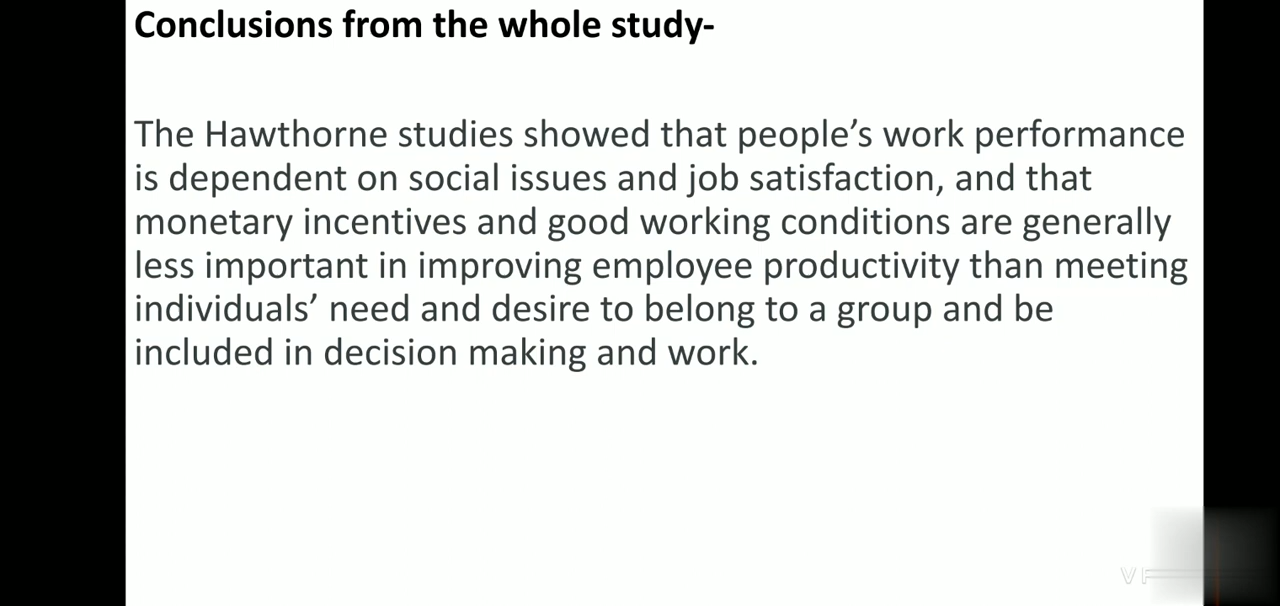 Conclusions from the whole study-
The Hawthorne studies showed that people’s work performance
is dependent on social issues and job satisfaction, and that
monetary incentives and good working conditions are generally
less important in improving employee productivity than meeting
individuals’ need and desire to belong to a group and be
included in decision making and work.